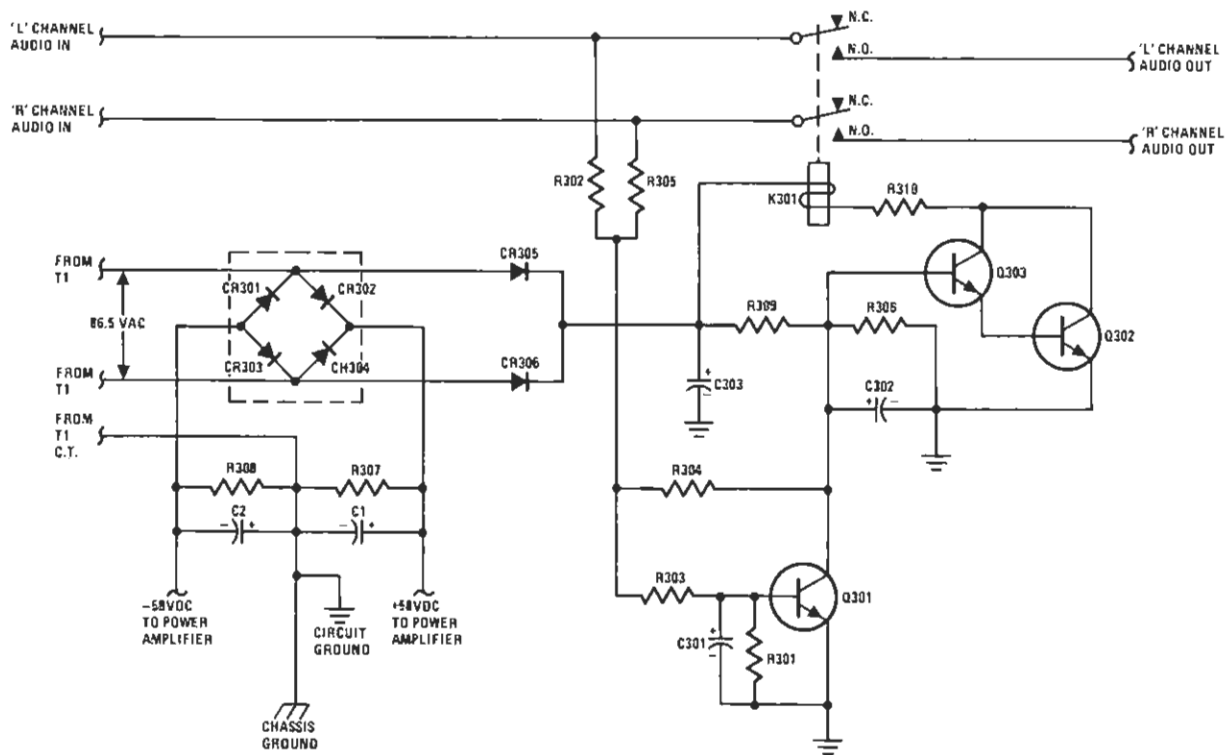 'L' CHANNEL
AUDIO IN
N.C.
N.O.
'L' CHANNEL
AUDIO OUT
'R' CHANNEL
AUDIO IN
N.C.
N.O.
'R' CHANNEL
AUDIO OUT
R302
R305
K301
R310
FROM
T1
CR305
CR301
CR302
Q303
86.5 VAC
R309
R306
Q302
CR303
CR304
FROM
T1
CR306
C303
C302
FROM
T1
C.T.
R308
R307
R304
C2
C1
R303
Q301
–58VDC
TO POWER
AMPLIFIER
CIRCUIT
GROUND
+58VDC
TO POWER
AMPLIFIER
C301
R301
CHASSIS
GROUND